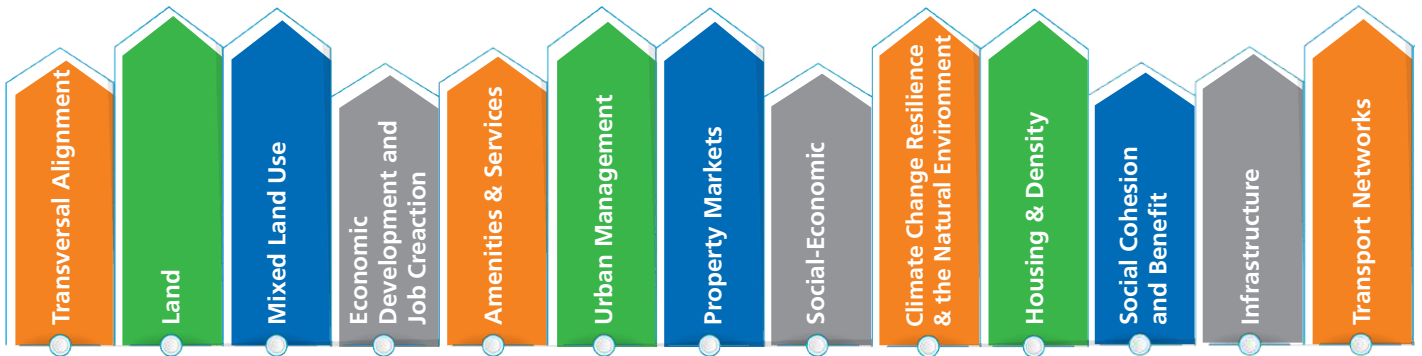 Transversal Alignment
Land
Mixed Land Use
Economic
Development and
Job Creaction
Amenities & Services
Urban Management
Property Markets
Social-Economic
Climate Change Resilience
& the Natural Environment
Housing & Density
Social Cohesion
and Benefit
Infrastructure
Transport Networks